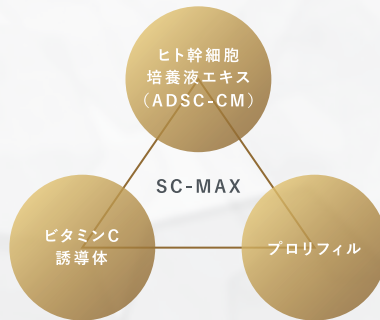 ヒト幹細胞
培養液エキス
（ADSC-CM）
SC-MAX
ビタミンC
誘導体
プロリフィル